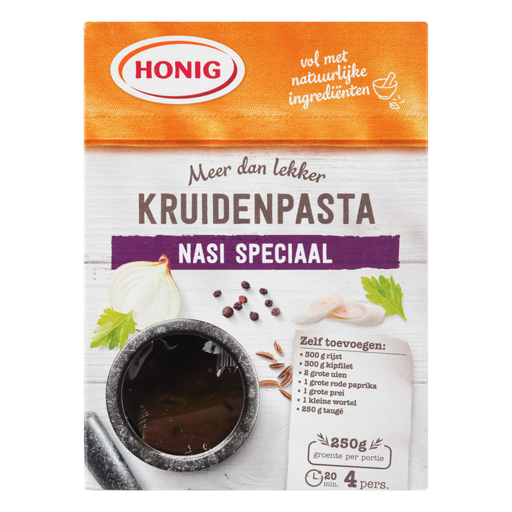 HONIG
vol met
natuurlijke
ingrediënten
Meer dan lekker
KRUIDENPASTA
NASI SPECIAAL
Zelf toevoegen:
• 300 g rijst
• 300 g kipfilet
• 2 grote uien
• 1 grote rode paprika
• 1 grote prei
• 1 kleine wortel
• 250 g taugé
250g
groente per portie
20 min. 4 pers.